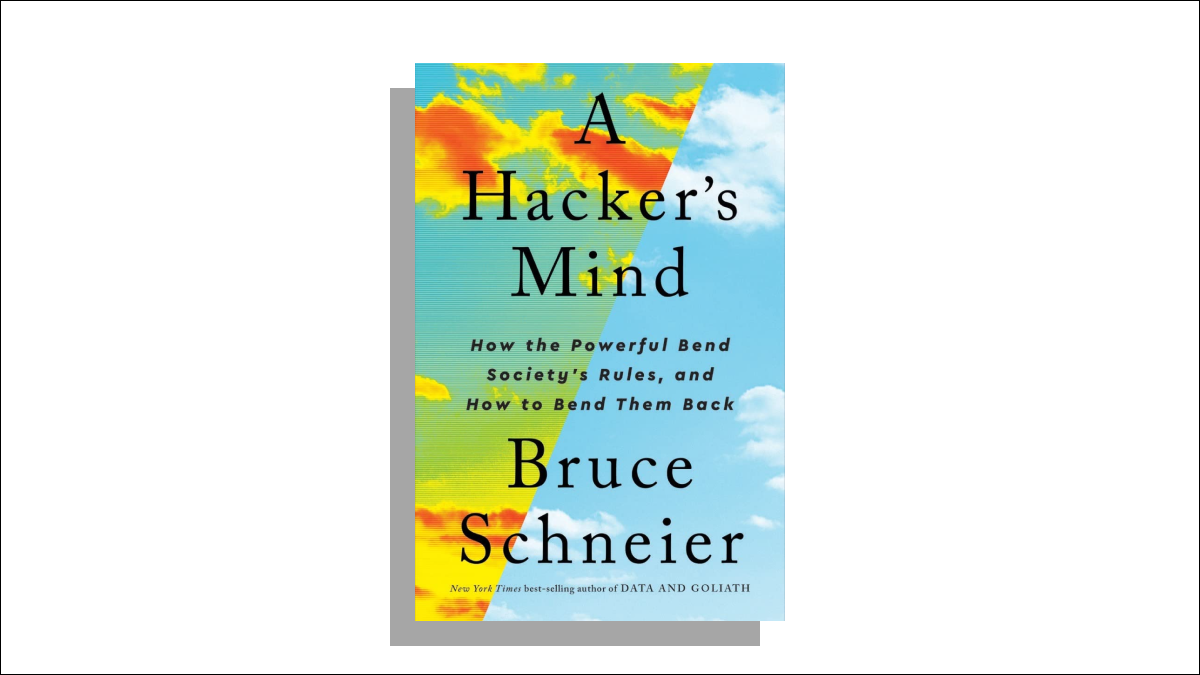 A
Hacker’s
Mind
How the Powerful Bend
Society’s Rules, and
How to Bend Them Back
Bruce
Schneier
New York Times best-selling author of DATA AND GOLIATH